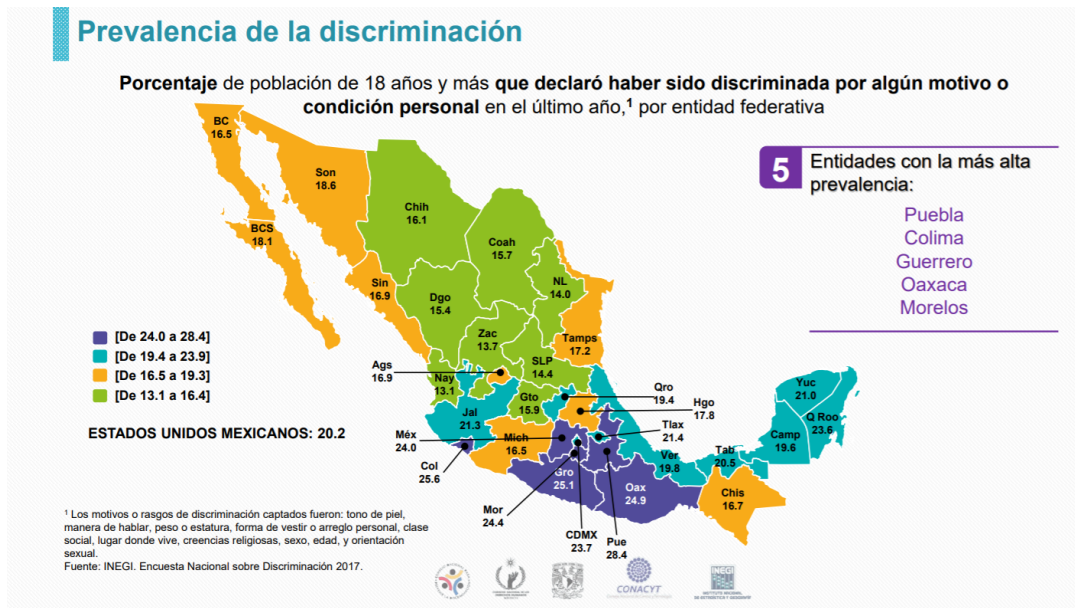 Prevalencia de la discriminación
Porcentaje de población de 18 años y más que declaró haber sido discriminada por algún motivo o
condición personal en el último año,¹ por entidad federativa
BC
16.5
Son
18.6
BCS
18.1
Chih
16.1
Coah
15.7
Sin
16.9
Dgo
15.4
NL
14.0
Zac
13.7
Tamps
17.2
SLP
14.4
Ags
16.9
Nay
13.1
Gto
15.9
Jal
21.3
Qro
19.4
Hgo
17.8
Tlax
21.4
Méx
24.0
Mich
16.5
Col
25.6
Gro
25.1
Mor
24.4
CDMX
23.7
Pue
28.4
Oax
24.9
Ver
19.8
Tab
20.5
Chis
16.7
Camp
19.6
Yuc
21.0
Q Roo
23.6
5
Entidades con la más alta
prevalencia:
Puebla
Colima
Guerrero
Oaxaca
Morelos
[De 24.0 a 28.4]
[De 19.4 a 23.9]
[De 16.5 a 19.3]
[De 13.1 a 16.4]
ESTADOS UNIDOS MEXICANOS: 20.2
¹ Los motivos o rasgos de discriminación captados fueron: tono de piel,
manera de hablar, peso o estatura, forma de vestir o arreglo personal, clase
social, lugar donde vive, creencias religiosas, sexo, edad, y orientación
sexual.
Fuente: INEGI. Encuesta Nacional sobre Discriminación 2017.
CONACYT
INEGI